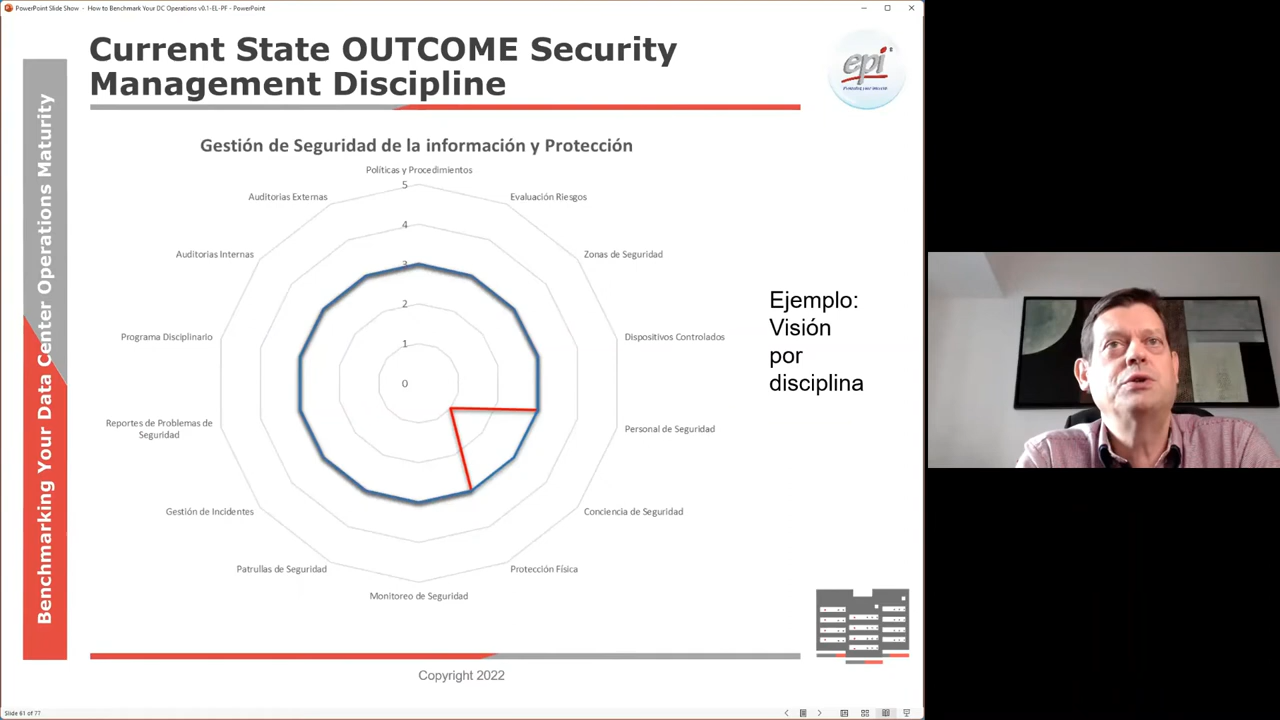 PowerPoint Slide Show - How to Benchmark Your DC Operations v0.1-EL-PF - PowerPoint
Current State OUTCOME Security
Management Discipline
epi
Benchmarking Your Data Center Operations Maturity
Gestión de Seguridad de la información y Protección
Políticas y Procedimientos
Evaluación Riesgos
Zonas de Seguridad
Dispositivos Controlados
Personal de Seguridad
Conciencia de Seguridad
Protección Física
Monitoreo de Seguridad
Patrullas de Seguridad
Gestión de Incidentes
Reportes de Problemas de
Seguridad
Programa Disciplinario
Auditorias Internas
Auditorias Externas
5
4
3
2
1
0
Ejemplo:
Visión
por
disciplina
Copyright 2022
Slide 61 of 77